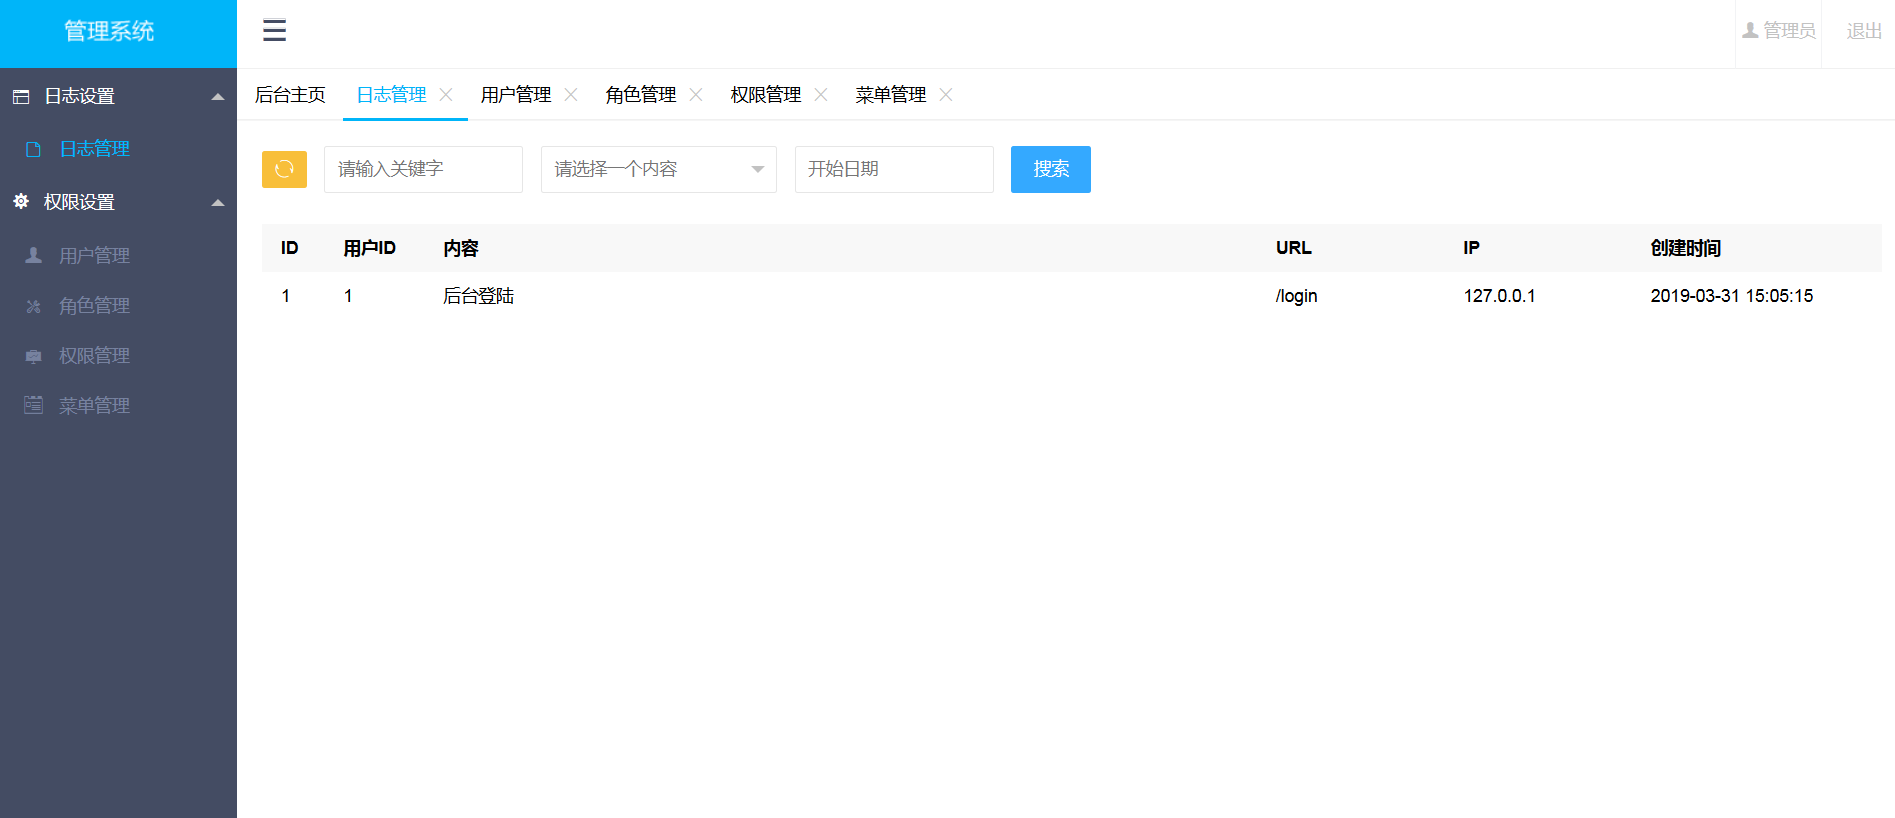 管理系统
管理员 退出
日志设置
日志管理
权限设置
用户管理
角色管理
权限管理
菜单管理
后台主页 日志管理 用户管理 角色管理 权限管理 菜单管理
请输入关键字 请选择一个内容 开始日期 搜索
ID 用户ID 内容 URL IP 创建时间
1 1 后台登陆 /login 127.0.0.1 2019-03-31 15:05:15